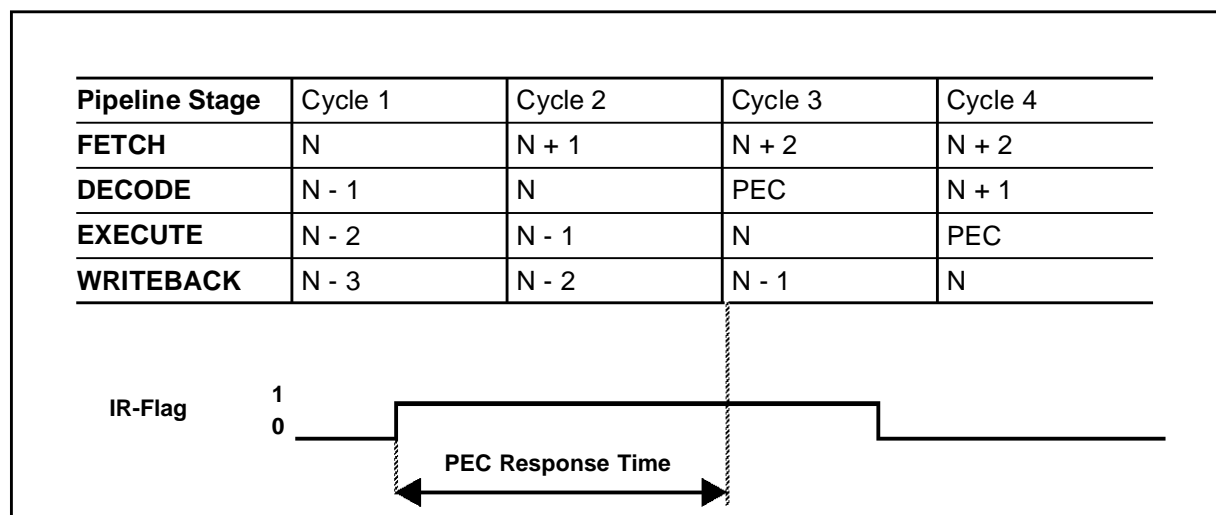 Pipeline Stage Cycle 1 Cycle 2 Cycle 3 Cycle 4
FETCH N N + 1 N + 2 N + 2
DECODE N - 1 N PEC N + 1
EXECUTE N - 2 N - 1 N PEC
WRITEBACK N - 3 N - 2 N - 1 N
1
IR-Flag
0
PEC Response Time